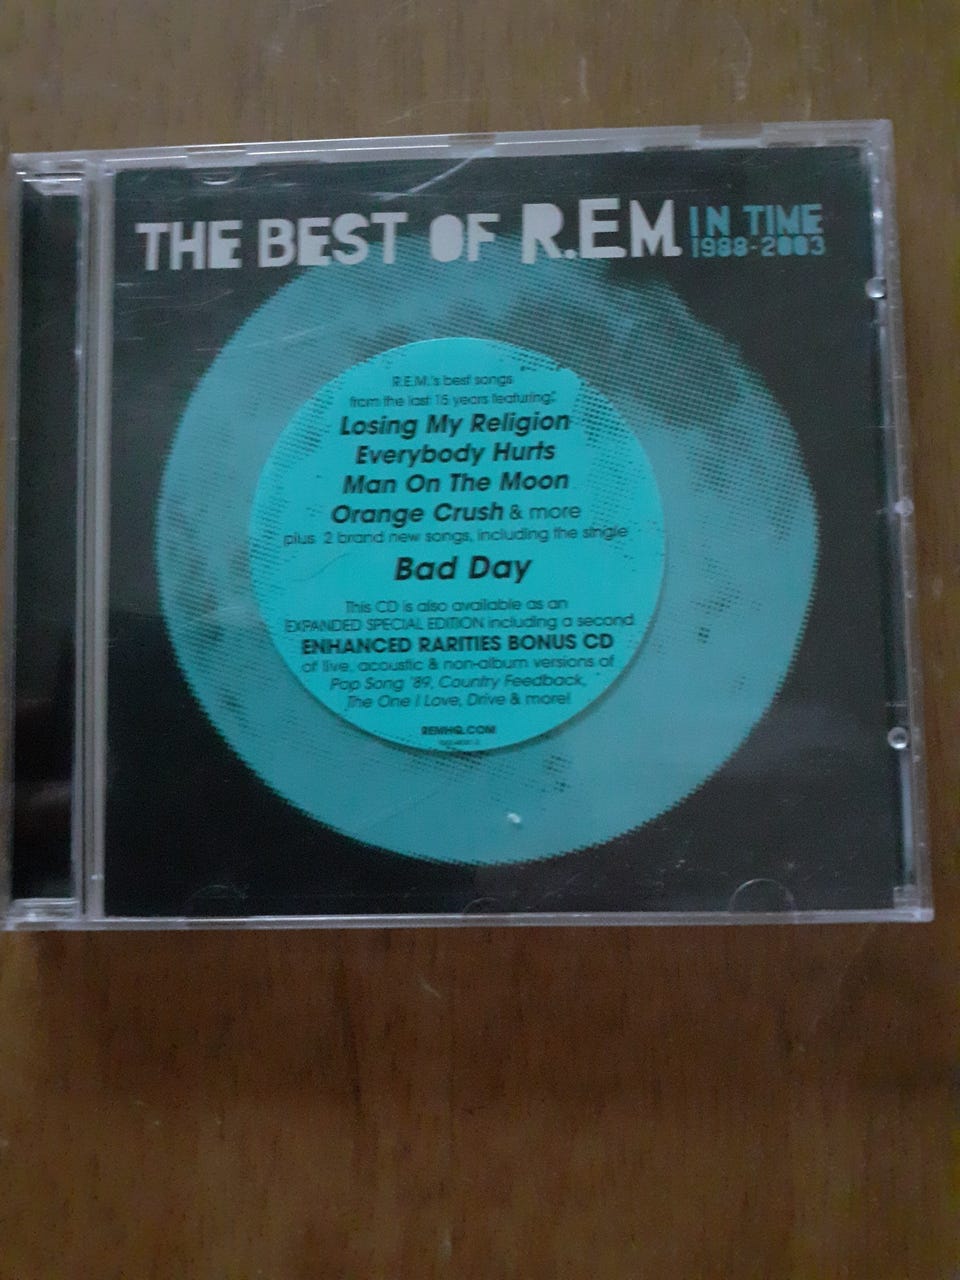 THE BEST OF R.E.M. IN TIME
1988-2003
R.E.M.'s best songs
from the last 15 years featuring:
Losing My Religion
Everybody Hurts
Man On The Moon
Orange Crush & more
plus 2 brand new songs, including the single
Bad Day
This CD is also available as an
EXPANDED SPECIAL EDITION including a second
ENHANCED RARITIES BONUS CD
of live, acoustic & non-album versions of
Pop Song '89, Country Feedback,
The One I Love, Drive & more!
REMHQ.COM